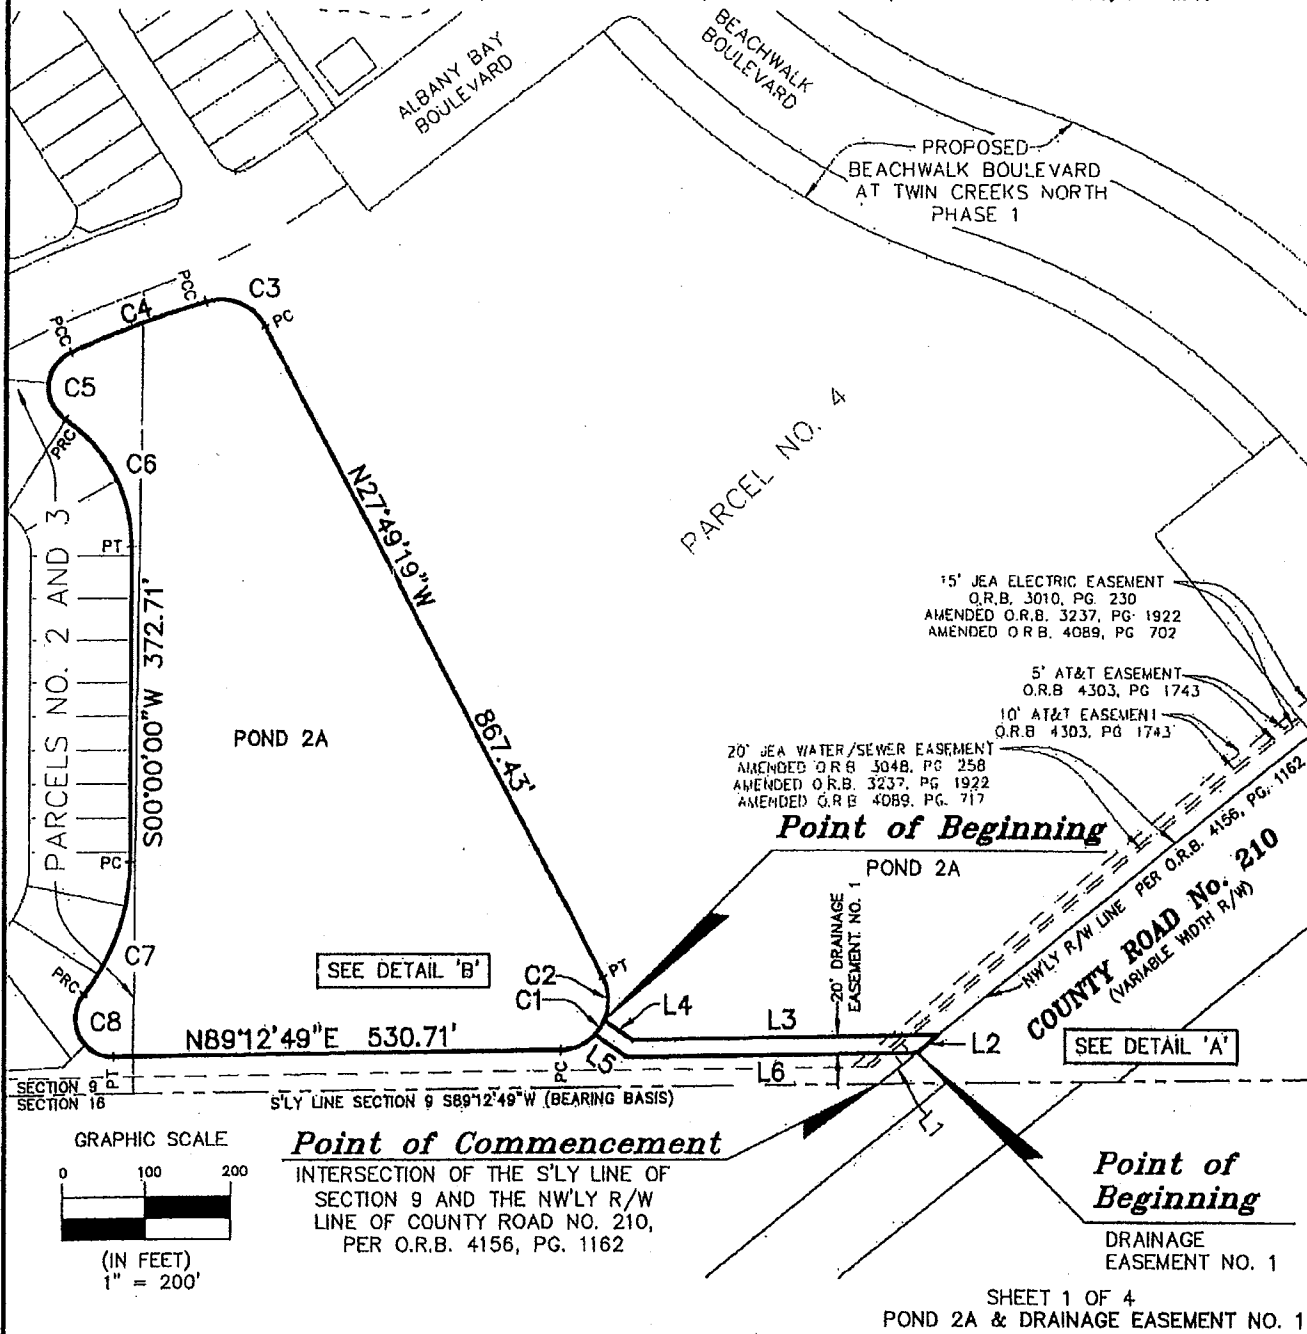 ALBANY BAY
BOULEVARD
BEACHWALK
BOULEVARD
PROPOSED
BEACHWALK BOULEVARD
AT TWIN CREEKS NORTH
PHASE 1
PCC
C3
C4
PC
PCC
C5
PRC
C6
N27°49'19"W
867.43'
PARCEL NO. 4
PT
PARCELS NO. 2 AND 3
S00°00'00"W 372.71'
15' JEA ELECTRIC EASEMENT
O.R.B. 3010, PG. 230
AMENDED O.R.B. 3237, PG. 1922
AMENDED O.R.B. 4089, PG 702
5' AT&T EASEMENT
O.R.B 4303, PG 1743
10' AT&T EASEMENT
O.R.B 4303, PG 1743
POND 2A
20' JEA WATER/SEWER EASEMENT
AMENDED O.R.B 3048, PG 258
AMENDED O.R.B. 3237, PG 1922
AMENDED O.R.B 4089, PG. 717
Point of Beginning
POND 2A
PC
20' DRAINAGE
EASEMENT NO. 1
NW'LY R/W LINE PER O.R.B. 4156, PG. 1162
COUNTY ROAD No. 210
(VARIABLE WIDTH R/W)
C7
PRC
SEE DETAIL 'B'
C2
PT
C1
L4
L3
C8
N89°12'49"E 530.71'
L5
L6
L2
SEE DETAIL 'A'
PT
PC
L1
SECTION 9
SECTION 16
S'LY LINE SECTION 9 S89°12'49"W (BEARING BASIS)
GRAPHIC SCALE
0 100 200
(IN FEET)
1" = 200'
Point of Commencement
INTERSECTION OF THE S'LY LINE OF
SECTION 9 AND THE NW'LY R/W
LINE OF COUNTY ROAD NO. 210,
PER O.R.B. 4156, PG. 1162
Point of
Beginning
DRAINAGE
EASEMENT NO. 1
SHEET 1 OF 4
POND 2A & DRAINAGE EASEMENT NO. 1